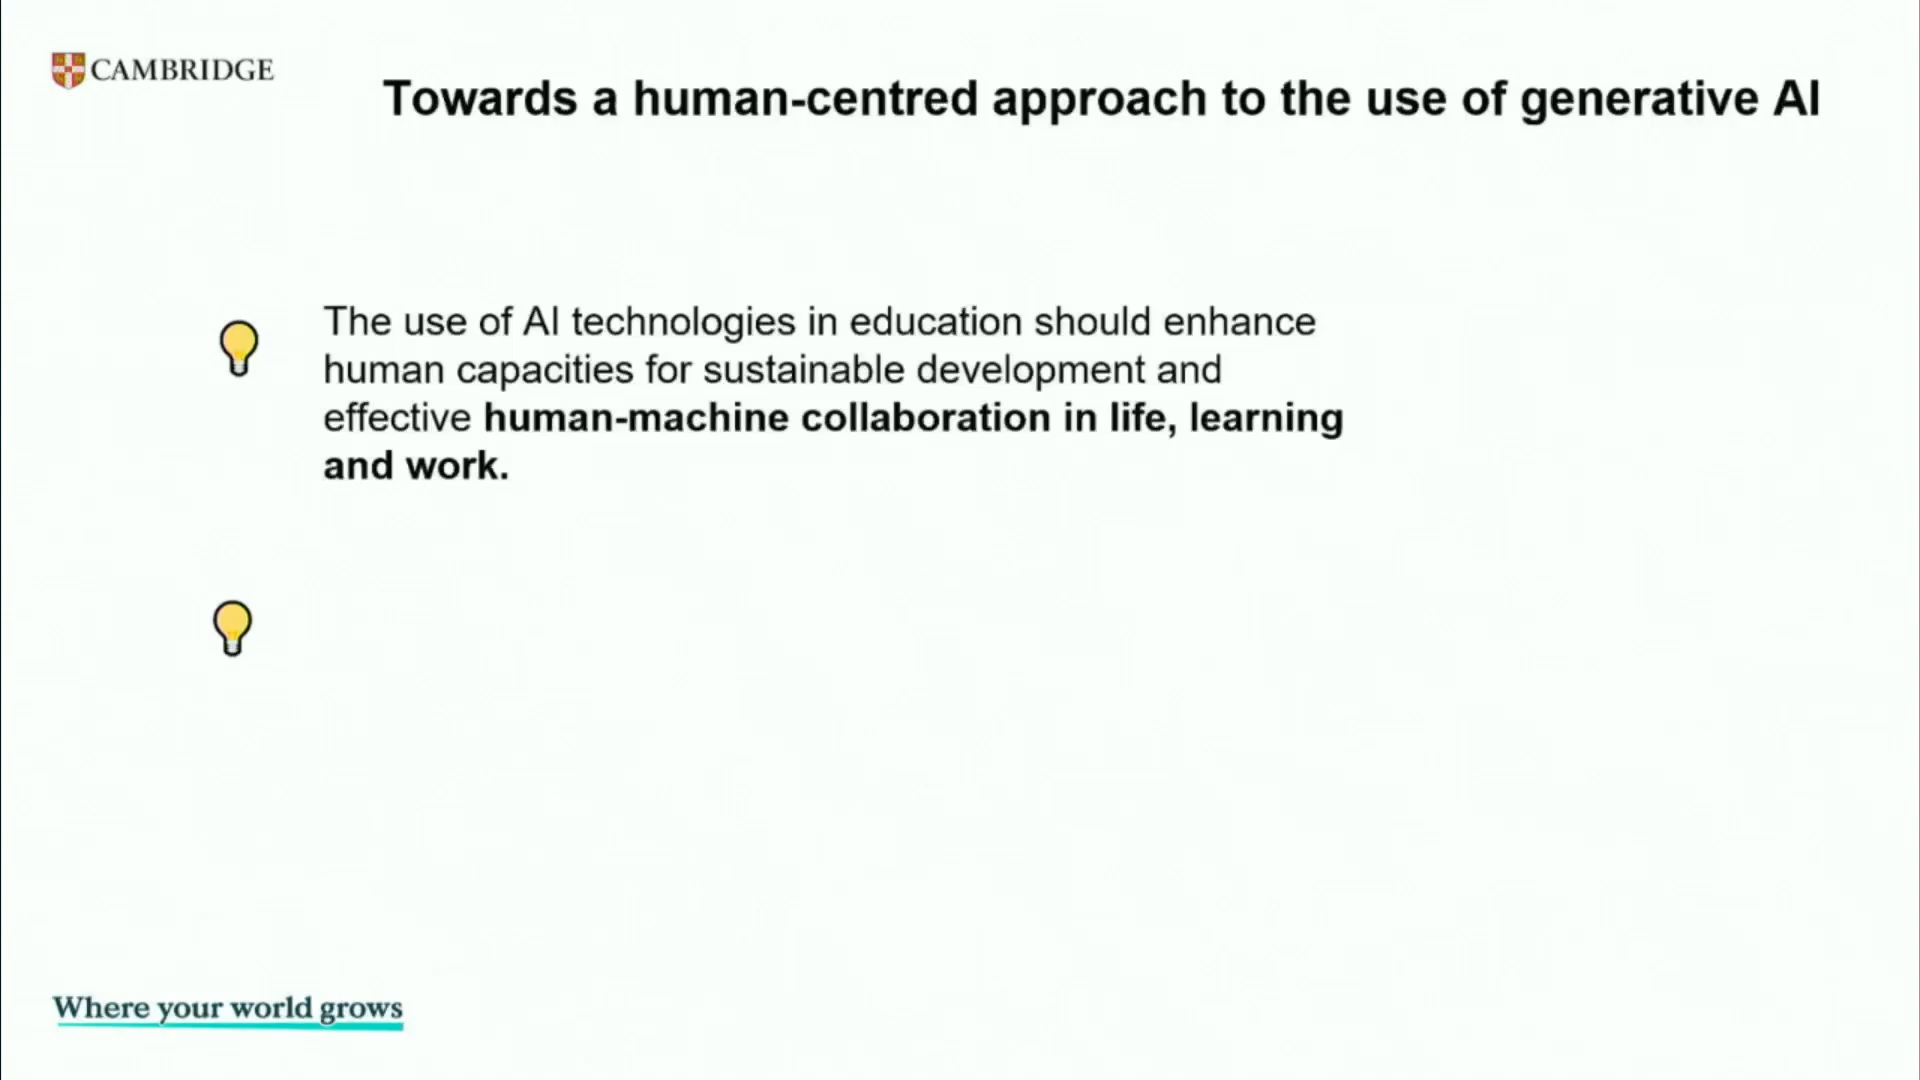 CAMBRIDGE
Towards a human-centred approach to the use of generative AI
The use of AI technologies in education should enhance
human capacities for sustainable development and
effective human-machine collaboration in life, learning
and work.
Where your world grows